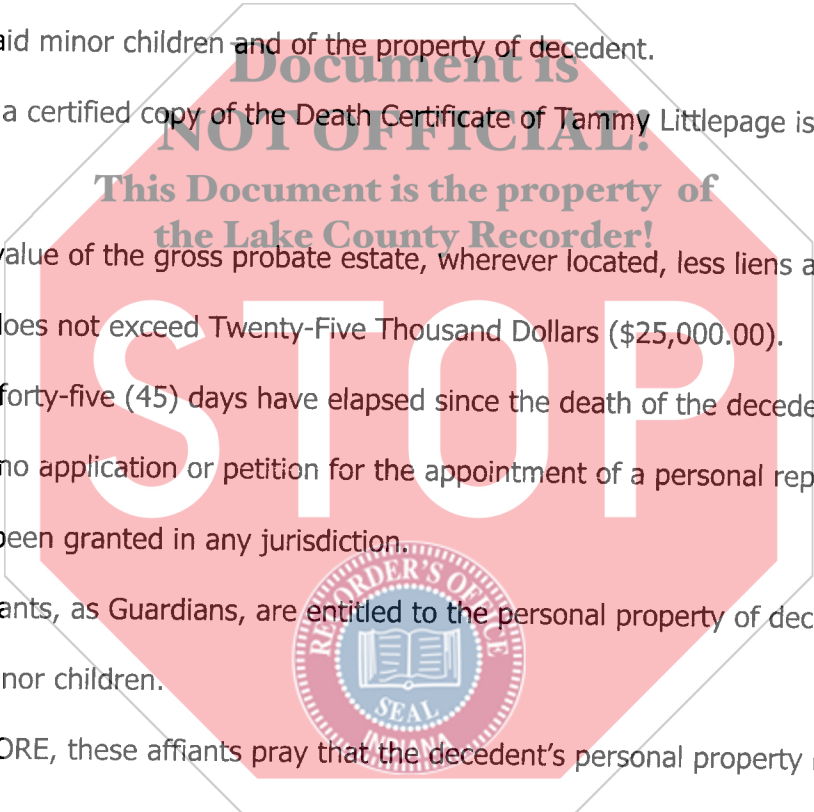 aid minor children and of the property of decedent.
Document is
a certified copy of the Death Certificate of Tammy Littlepage is
NOT OFFICIAL!
This Document is the property of
the Lake County Recorder!
value of the gross probate estate, wherever located, less liens a
does not exceed Twenty-Five Thousand Dollars ($25,000.00).
STOP
forty-five (45) days have elapsed since the death of the decede
no application or petition for the appointment of a personal rep
been granted in any jurisdiction.
RECORDER'S OFFICE
ants, as Guardians, are entitled to the personal property of dec
nor children.
SEAL
INDIANA
ORE, these affiants pray that the decedent's personal property